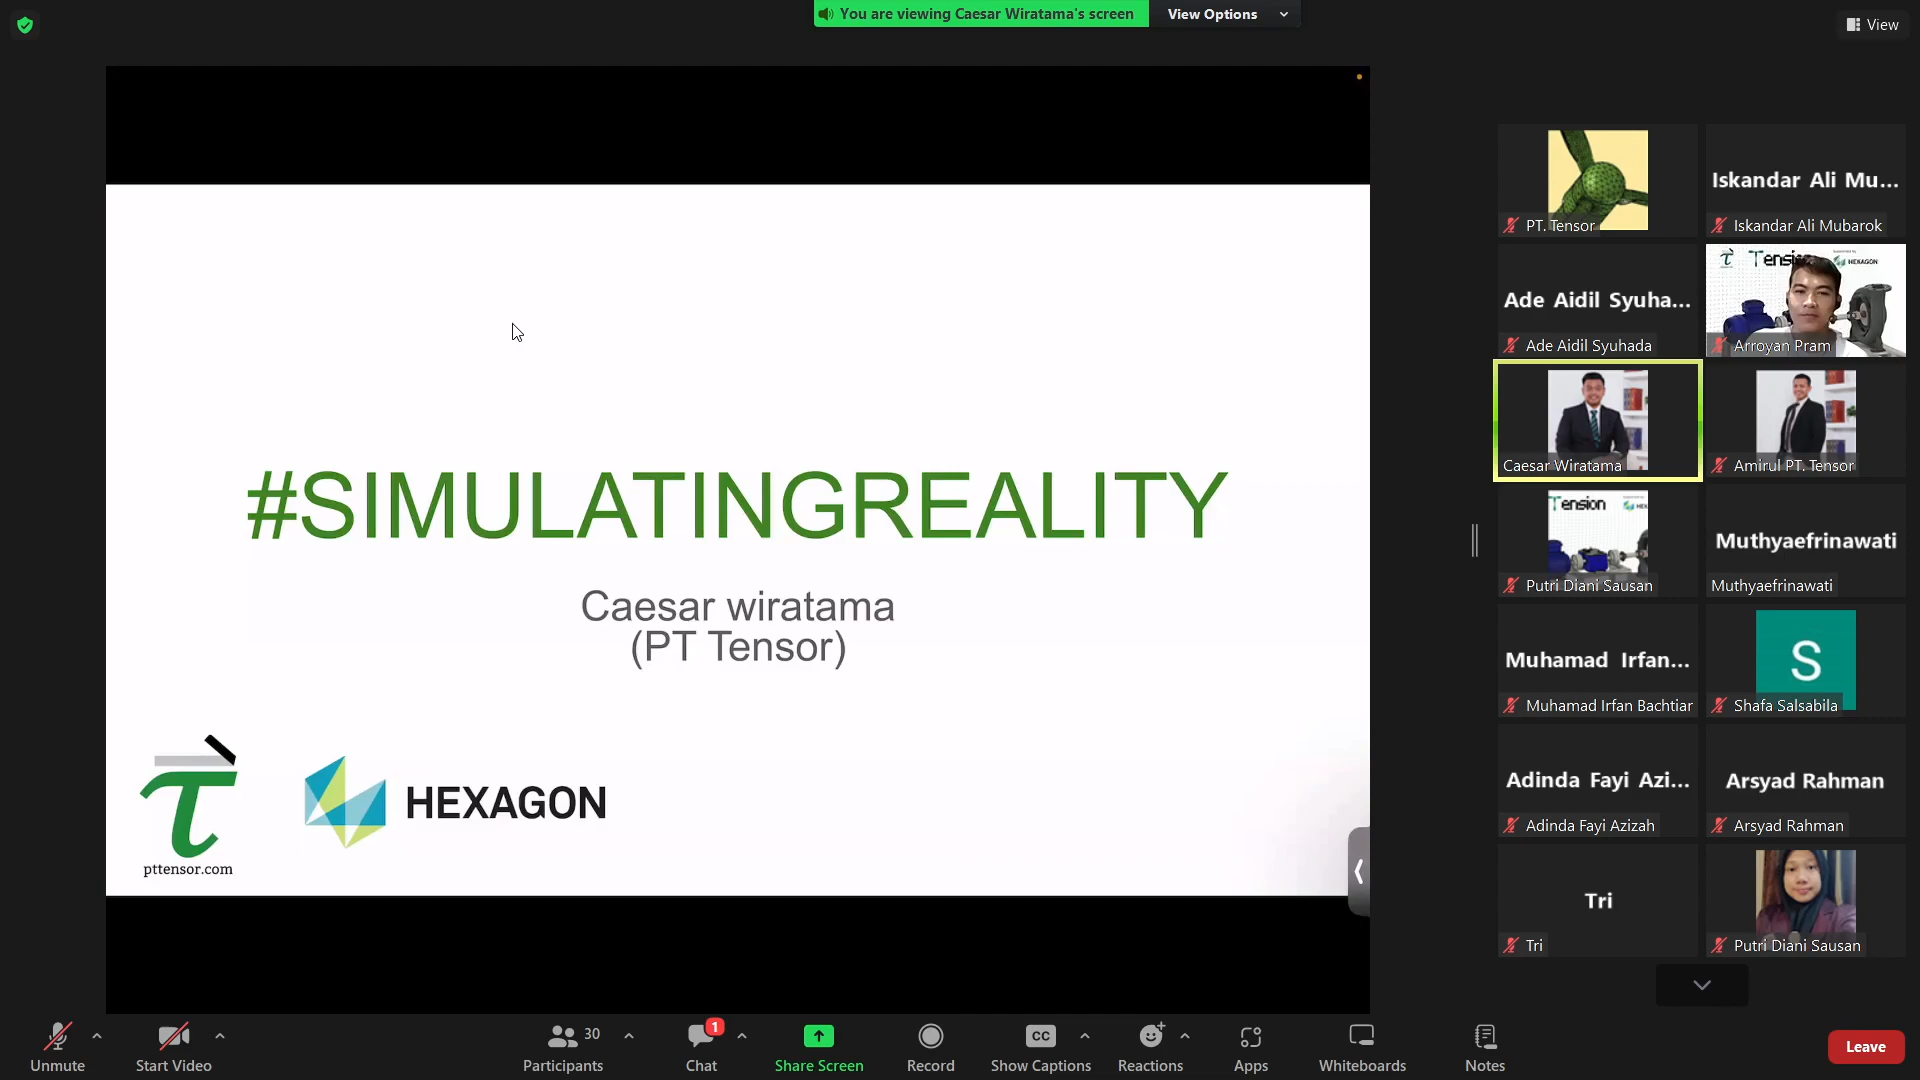 You are viewing Caesar Wiratama's screen
View Options
View
#SIMULATINGREALITY
Caesar wiratama
(PT Tensor)
pttensor.com
HEXAGON
PT. Tensor
Iskandar Ali Mu...
Iskandar Ali Mubarok
Ade Aidil Syuha...
Ade Aidil Syuhada
Tension
HEXAGON
Arroyan Pram
Caesar Wiratama
Amirul PT. Tensor
Tension
Putri Diani Sausan
Muthyaefrinawati
Muthyaefrinawati
Muhamad Irfan...
Muhamad Irfan Bachtiar
S
Shafa Salsabila
Adinda Fayi Azi...
Adinda Fayi Azizah
Arsyad Rahman
Arsyad Rahman
Tri
Tri
Putri Diani Sausan
Unmute
Start Video
30
Participants
1
Chat
Share Screen
Record
CC
Show Captions
Reactions
Apps
Whiteboards
Notes
Leave